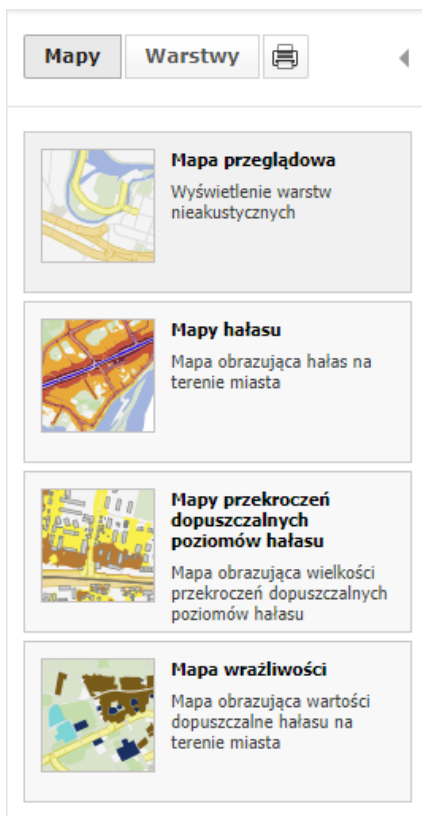 Mapy Warstwy
Mapa przeglądowa
Wyświetlenie warstw
nieakustycznych
Mapy hałasu
Mapa obrazująca hałas na
terenie miasta
Mapy przekroczeń
dopuszczalnych
poziomów hałasu
Mapa obrazująca wielkości
przekroczeń dopuszczalnych
poziomów hałasu
Mapa wrażliwości
Mapa obrazująca wartości
dopuszczalne hałasu na
terenie miasta